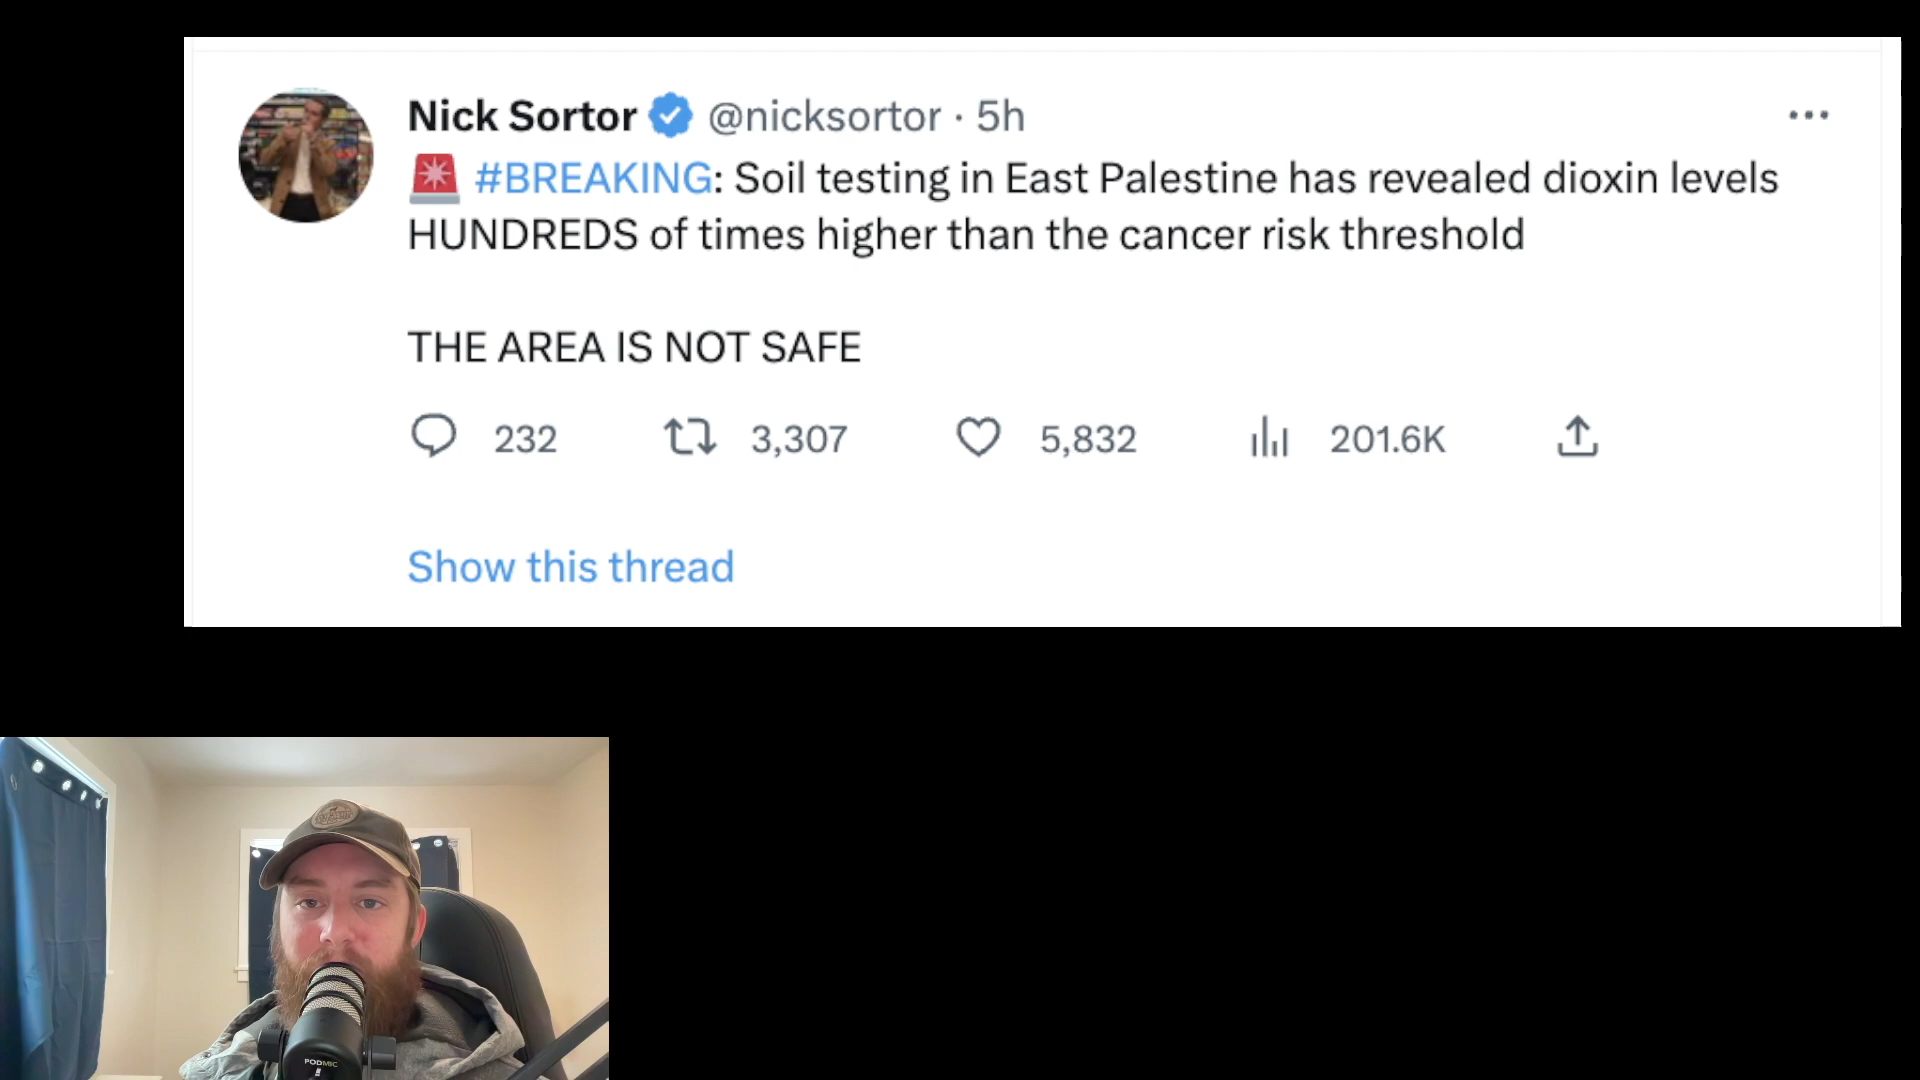 Nick Sortor @nicksortor · 5h
🚨 #BREAKING: Soil testing in East Palestine has revealed dioxin levels
HUNDREDS of times higher than the cancer risk threshold
THE AREA IS NOT SAFE
232 3,307 5,832 201.6K
Show this thread
PODMIC